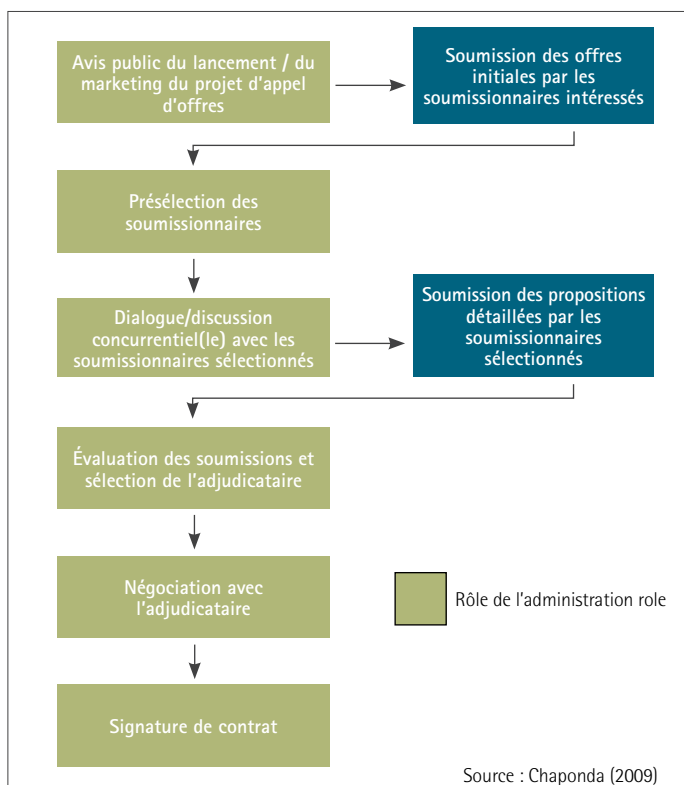 Avis public du lancement / du
marketing du projet d'appel
d'offres
Soumission des offres
initiales par les
soumissionnaires intéressés
Présélection des
soumissionnaires
Dialogue/discussion
concurrentiel(le) avec les
soumissionnaires sélectionnés
Soumission des propositions
détaillées par les
soumissionnaires
sélectionnés
Évaluation des soumissions et
sélection de l'adjudicataire
Négociation avec
l'adjudicataire
Rôle de l'administration role
Signature de contrat
Source : Chaponda (2009)